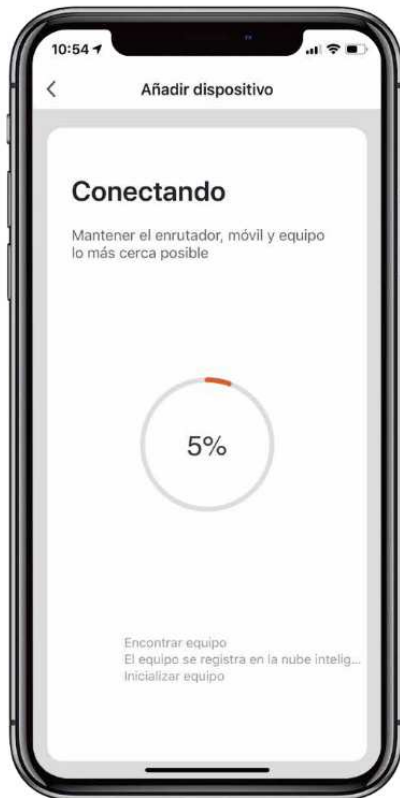 10:54
Añadir dispositivo
Conectando
Mantener el enrutador, móvil y equipo
lo más cerca posible
5%
Encontrar equipo
El equipo se registra en la nube intelig...
Inicializar equipo